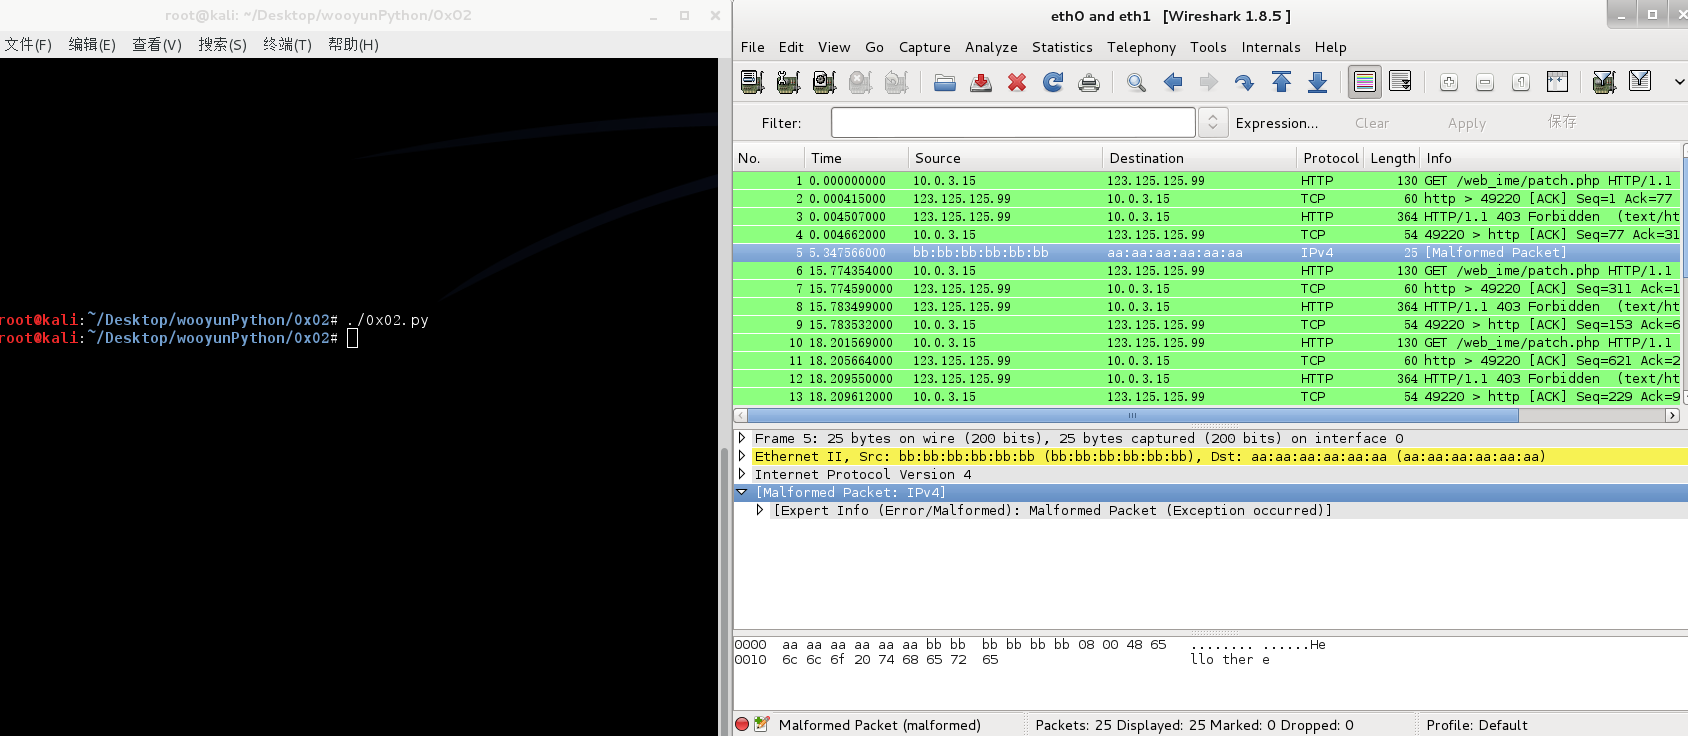 root@kali: ~/Desktop/wooyunPython/0x02
文件(F) 编辑(E) 查看(V) 搜索(S) 终端(T) 帮助(H)
root@kali:~/Desktop/wooyunPython/0x02# ./0x02.py
root@kali:~/Desktop/wooyunPython/0x02#
eth0 and eth1 [Wireshark 1.8.5 ]
File Edit View Go Capture Analyze Statistics Telephony Tools Internals Help
Filter: Expression... Clear Apply 保存
No. Time Source Destination Protocol Length Info
1 0.000000000 10.0.3.15 123.125.125.99 HTTP 130 GET /web_ime/patch.php HTTP/1.1
2 0.000415000 123.125.125.99 10.0.3.15 TCP 60 http > 49220 [ACK] Seq=1 Ack=77
3 0.004507000 123.125.125.99 10.0.3.15 HTTP 364 HTTP/1.1 403 Forbidden (text/ht
4 0.004662000 10.0.3.15 123.125.125.99 TCP 54 49220 > http [ACK] Seq=77 Ack=31
5 5.347566000 bb:bb:bb:bb:bb:bb aa:aa:aa:aa:aa:aa IPv4 25 [Malformed Packet]
6 15.774354000 10.0.3.15 123.125.125.99 HTTP 130 GET /web_ime/patch.php HTTP/1.1
7 15.774590000 123.125.125.99 10.0.3.15 TCP 60 http > 49220 [ACK] Seq=311 Ack=1
8 15.783499000 123.125.125.99 10.0.3.15 HTTP 364 HTTP/1.1 403 Forbidden (text/ht
9 15.783532000 10.0.3.15 123.125.125.99 TCP 54 49220 > http [ACK] Seq=153 Ack=6
10 18.201569000 10.0.3.15 123.125.125.99 HTTP 130 GET /web_ime/patch.php HTTP/1.1
11 18.205664000 123.125.125.99 10.0.3.15 TCP 60 http > 49220 [ACK] Seq=621 Ack=2
12 18.209550000 123.125.125.99 10.0.3.15 HTTP 364 HTTP/1.1 403 Forbidden (text/ht
13 18.209612000 10.0.3.15 123.125.125.99 TCP 54 49220 > http [ACK] Seq=229 Ack=9
Frame 5: 25 bytes on wire (200 bits), 25 bytes captured (200 bits) on interface 0
Ethernet II, Src: bb:bb:bb:bb:bb:bb (bb:bb:bb:bb:bb:bb), Dst: aa:aa:aa:aa:aa:aa (aa:aa:aa:aa:aa:aa)
Internet Protocol Version 4
[Malformed Packet: IPv4]
[Expert Info (Error/Malformed): Malformed Packet (Exception occurred)]
0000 aa aa aa aa aa aa bb bb bb bb bb bb 08 00 48 65 ........ ......He
0010 6c 6c 6f 20 74 68 65 72 65 llo ther e
Malformed Packet (malformed) Packets: 25 Displayed: 25 Marked: 0 Dropped: 0 Profile: Default